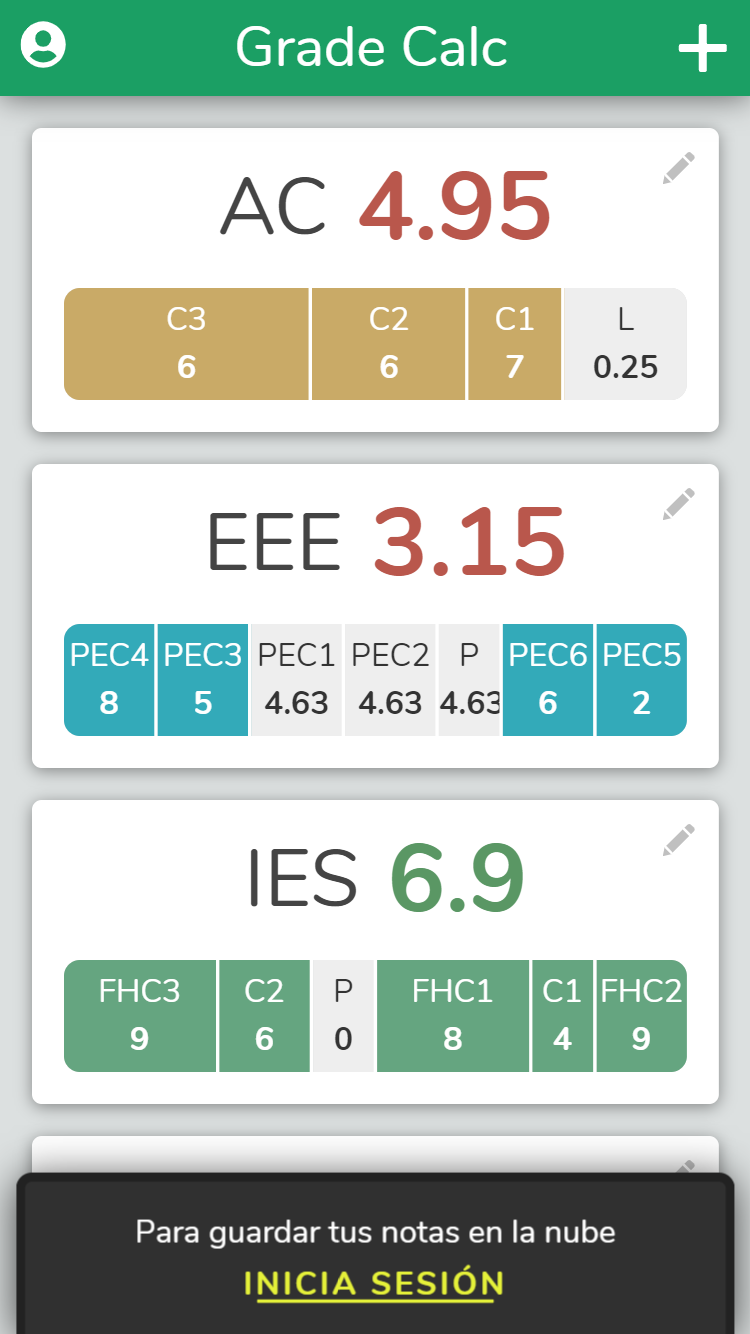 Grade Calc
AC 4.95
C3 C2 C1 L
6 6 7 0.25
EEE 3.15
PEC4 PEC3 PEC1 PEC2 P PEC6 PEC5
8 5 4.63 4.63 4.63 6 2
IES 6.9
FHC3 C2 P FHC1 C1 FHC2
9 6 0 8 4 9
Para guardar tus notas en la nube
INICIA SESIÓN